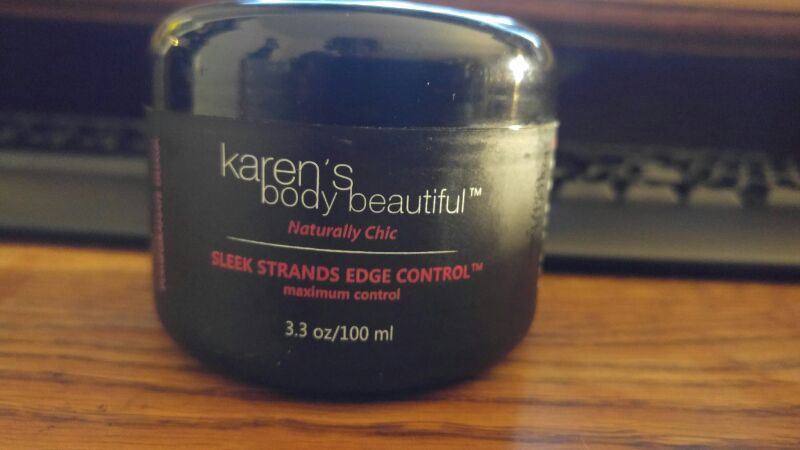 karen's
body beautiful™
Naturally Chic
SLEEK STRANDS EDGE CONTROL™
maximum control
3.3 oz/100 ml